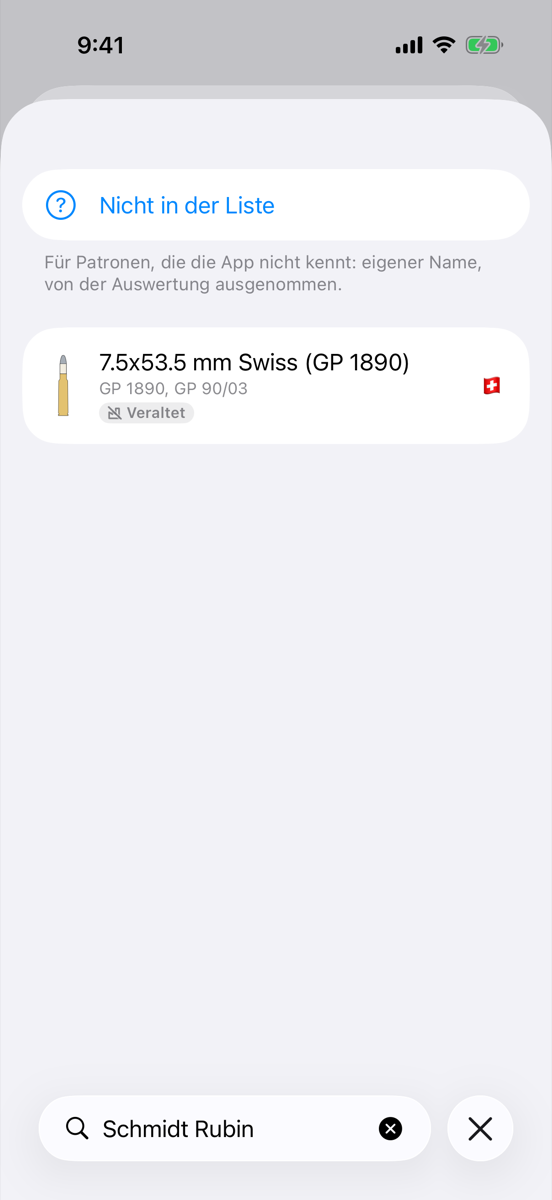 9:41
Nicht in der Liste
Für Patronen, die die App nicht kennt: eigener Name,
von der Auswertung ausgenommen.
7.5x53.5 mm Swiss (GP 1890)
GP 1890, GP 90/03
Veraltet
Schmidt Rubin